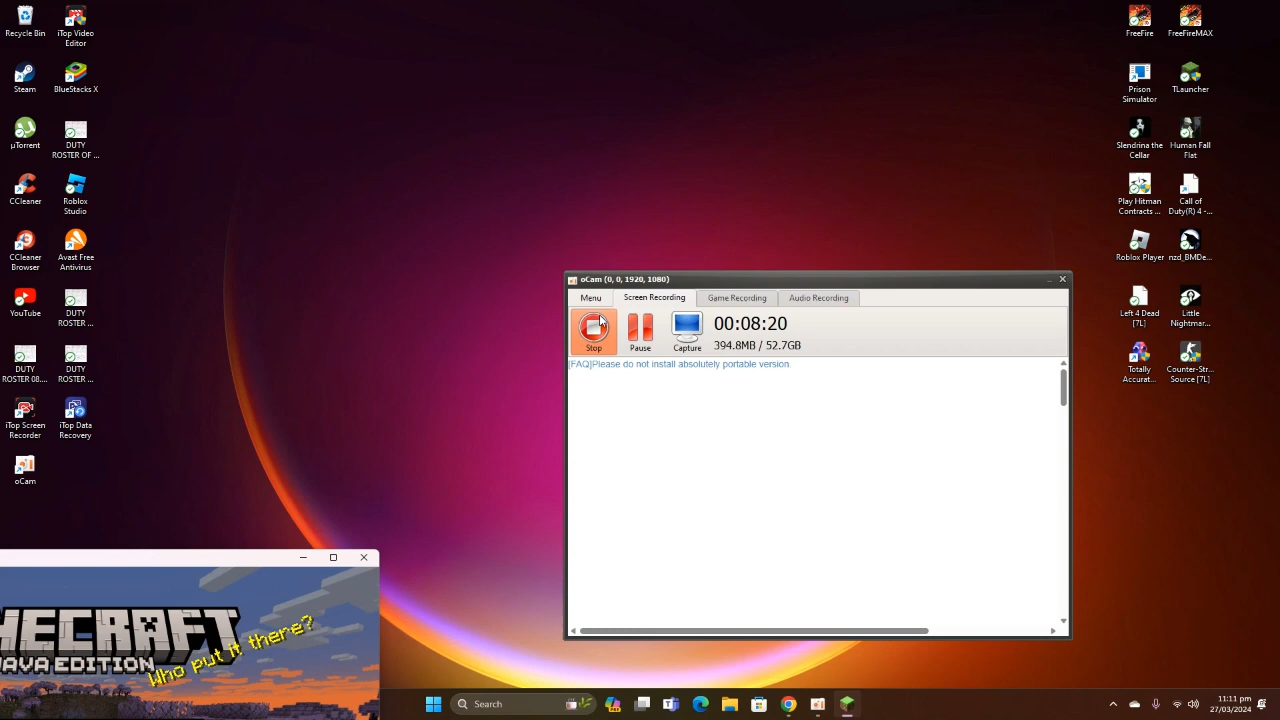 Recycle Bin
iTop Video
Editor
Steam
BlueStacks X
µTorrent
DUTY
ROSTER OF ...
CCleaner
Roblox
Studio
CCleaner
Browser
Avast Free
Antivirus
YouTube
DUTY
ROSTER ...
DUTY
ROSTER 08....
DUTY
ROSTER ...
iTop Screen
Recorder
iTop Data
Recovery
oCam
FreeFire
FreeFireMAX
Prison
Simulator
TLauncher
Slendrina the
Cellar
Human Fall
Flat
Play Hitman
Contracts ...
Call of
Duty(R) 4 -...
Roblox Player
nzd_BMDe...
Left 4 Dead
[7L]
Little
Nightmar...
Totally
Accurat...
Counter-Str...
Source [7L]
oCam (0, 0, 1920, 1080)
Menu
Screen Recording
Game Recording
Audio Recording
Stop
Pause
Capture
00:08:20
394.8MB / 52.7GB
[FAQ]Please do not install absolutely portable version.
NECRAFT
JAVA EDITION
Who put it there?
Search
11:11 pm
27/03/2024